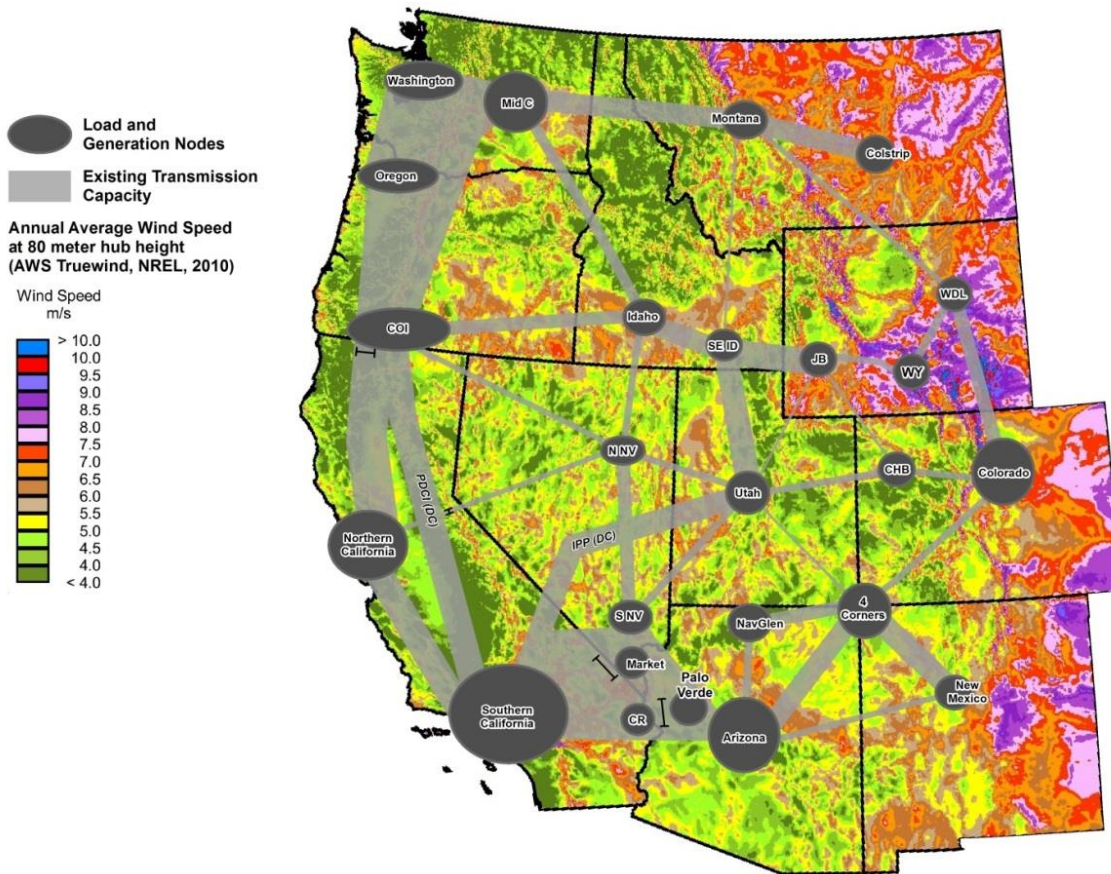 Load and
Generation Nodes
Existing Transmission
Capacity
Annual Average Wind Speed
at 80 meter hub height
(AWS Truewind, NREL, 2010)
Wind Speed
m/s
> 10.0
10.0
9.5
9.0
8.5
8.0
7.5
7.0
6.5
6.0
5.5
5.0
4.5
4.0
< 4.0
Washington
Mid C
Montana
Colstrip
Oregon
WDL
COI
Idaho
SE ID
JB
WY
N NV
CHB
Colorado
Utah
PDCI (DC)
Northern
California
IPP (DC)
4
Corners
S NV
NavGlen
Market
Palo
Verde
New
Mexico
Southern
California
CR
Arizona